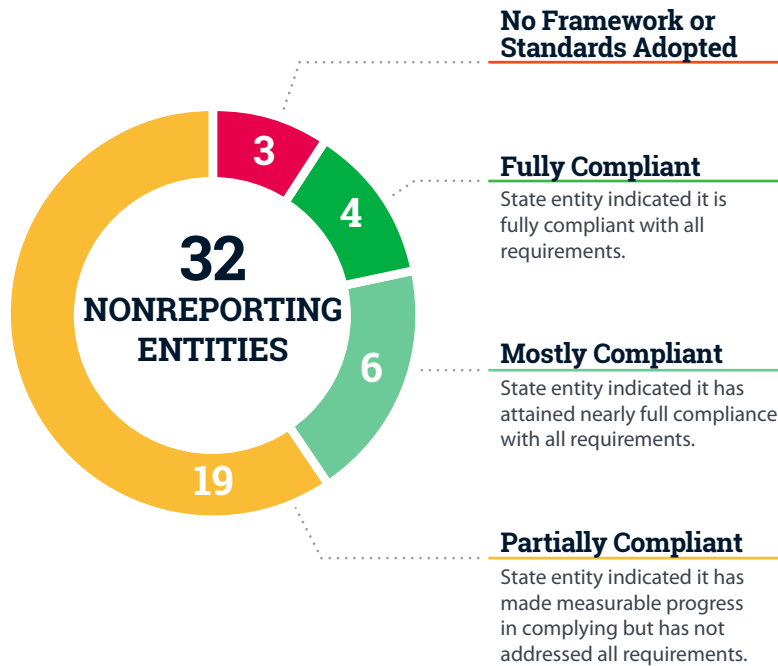 No Framework or
Standards Adopted
3
Fully Compliant
State entity indicated it is
fully compliant with all
requirements.
4
32
NONREPORTING
ENTITIES
Mostly Compliant
State entity indicated it has
attained nearly full compliance
with all requirements.
6
19
Partially Compliant
State entity indicated it has
made measurable progress
in complying but has not
addressed all requirements.